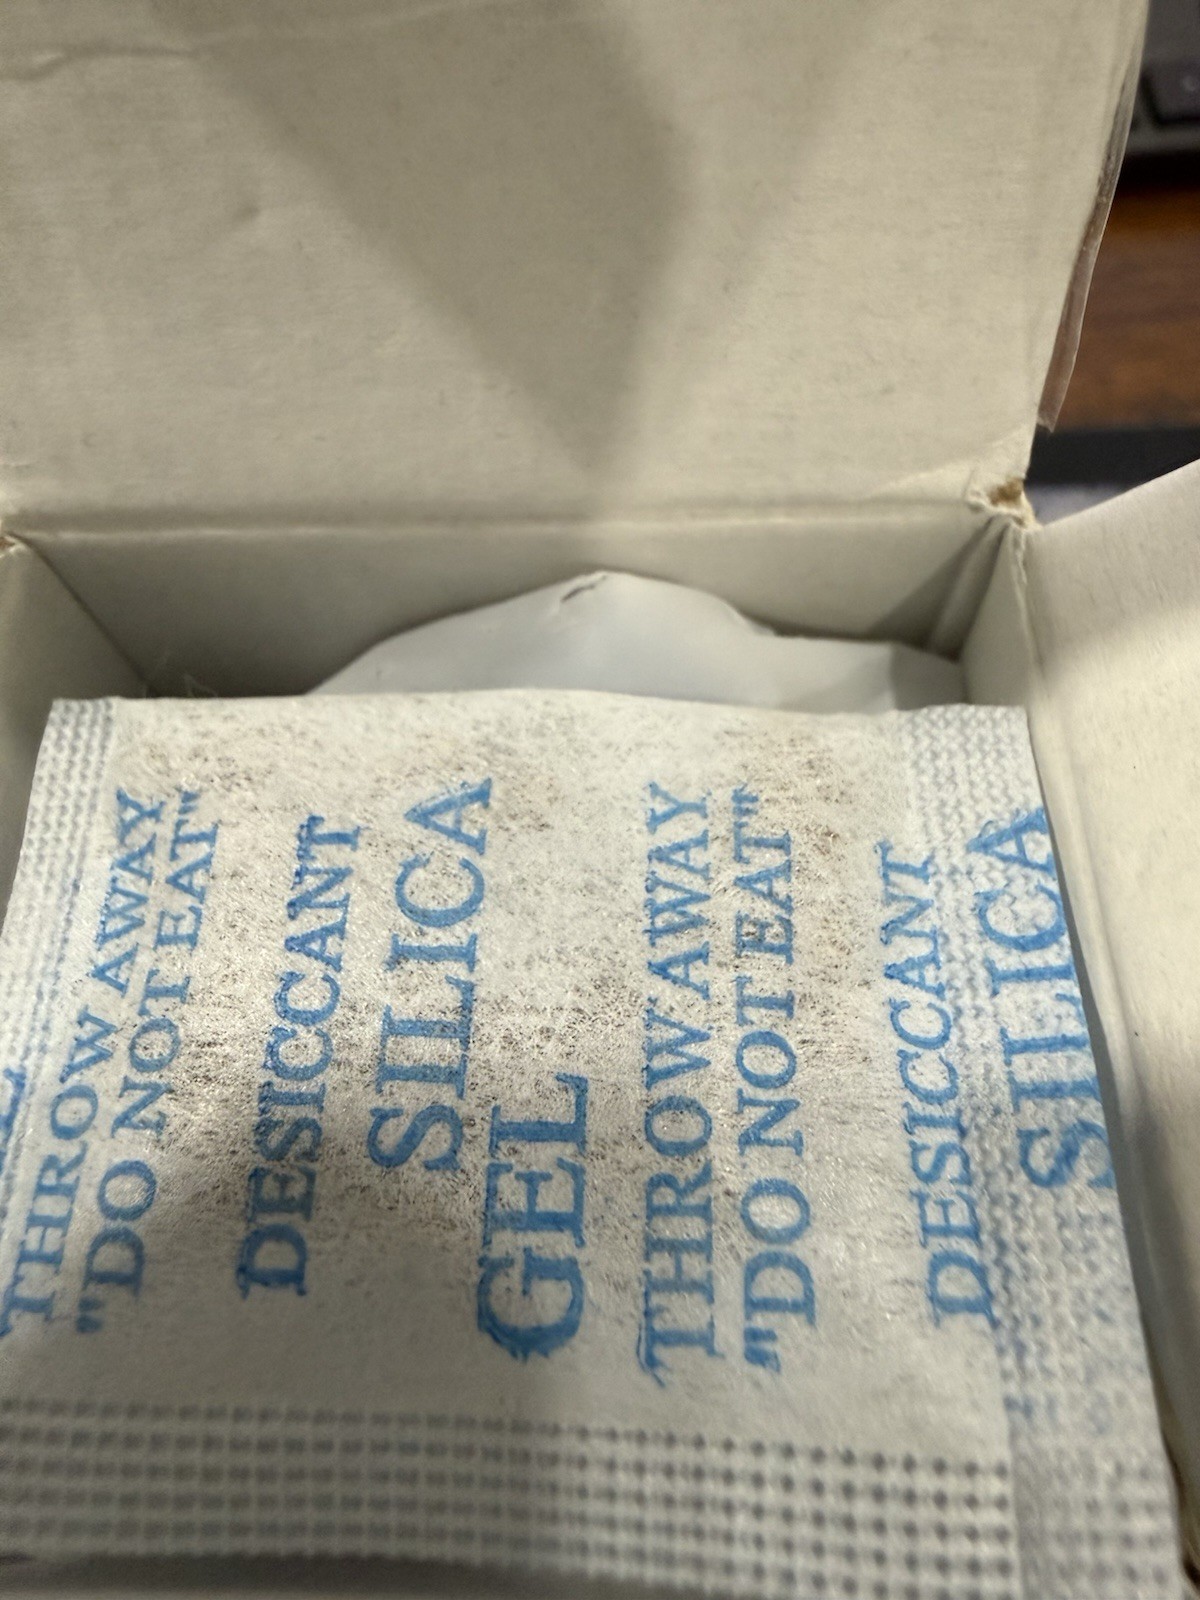 THROW AWAY
"DO NOT EAT"
DESICCANT
SILICA
GEL
THROW AWAY
"DO NOT EAT"
DESICCANT
SILICA